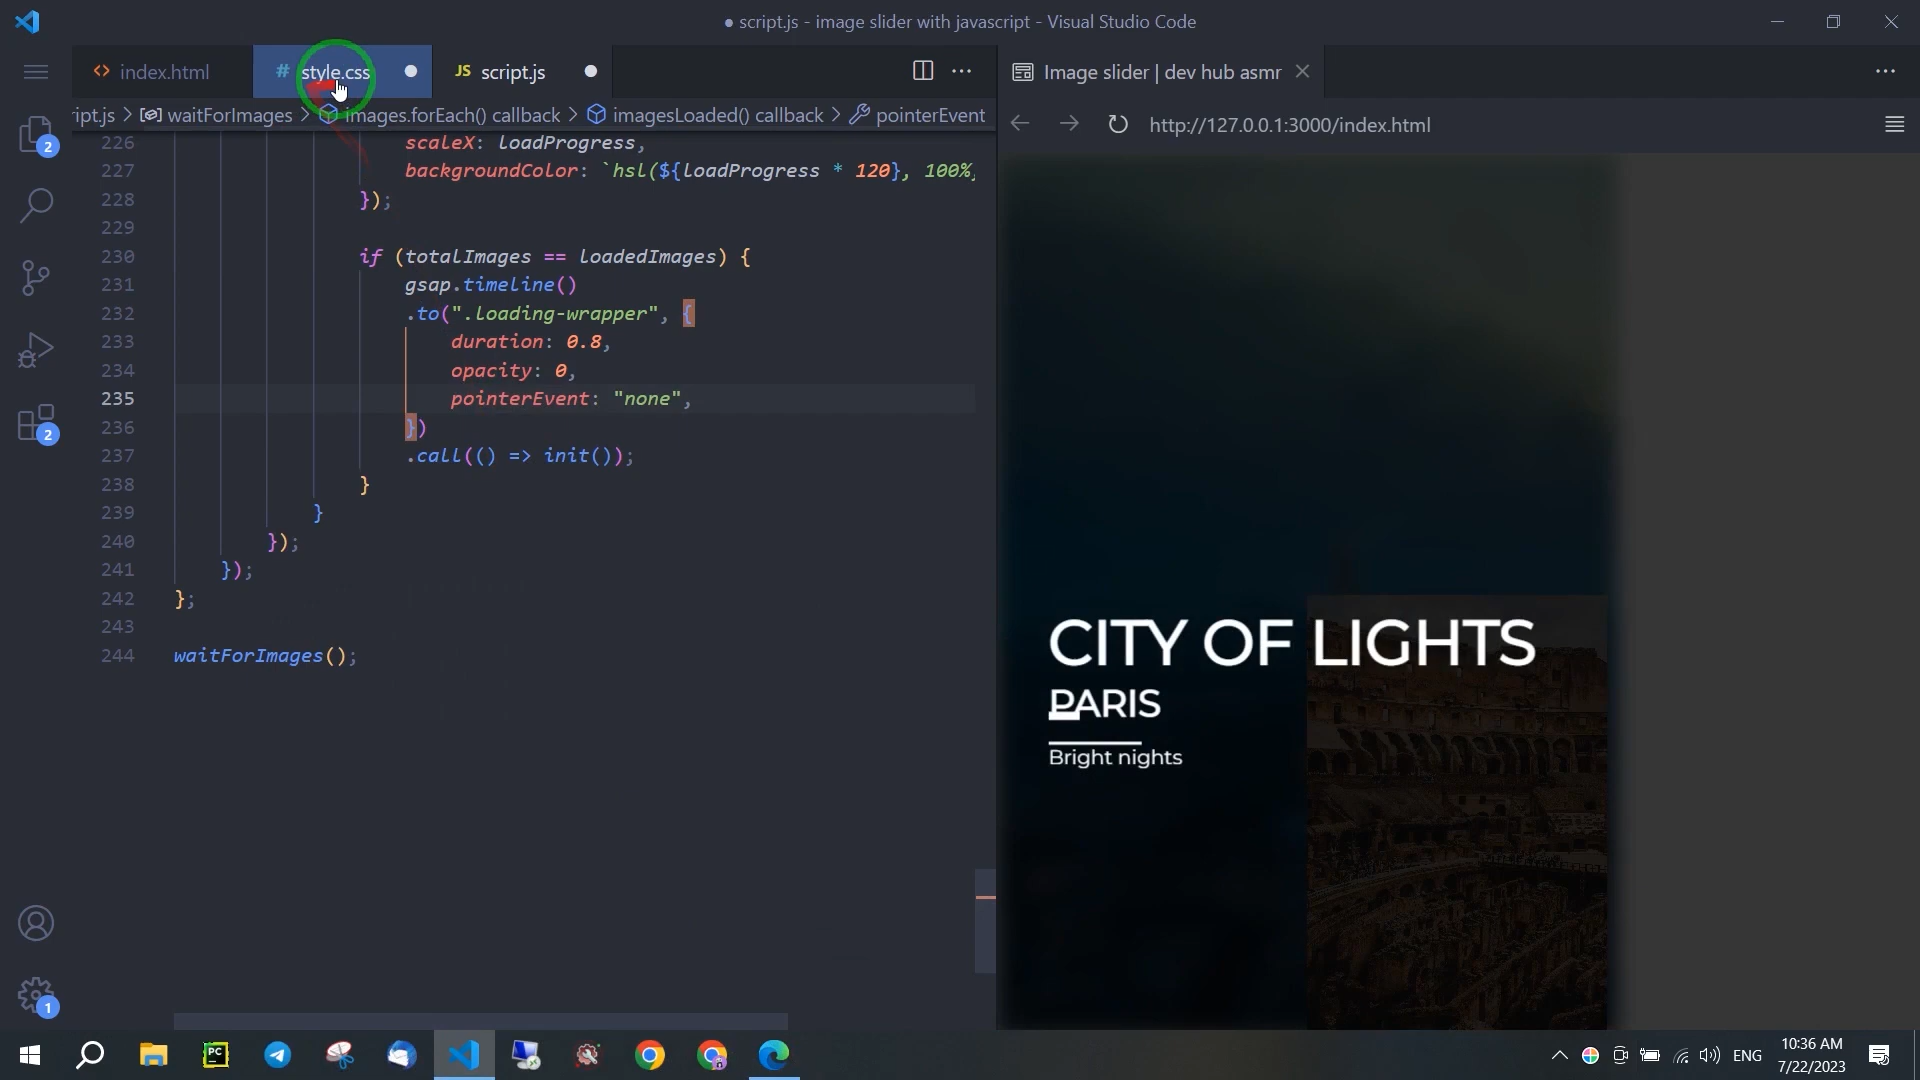 ● script.js - image slider with javascript - Visual Studio Code
index.html
# style.css
JS script.js
Image slider | dev hub asmr
ipt.js > waitForImages > images.forEach() callback > imagesLoaded() callback > pointerEvent
http://127.0.0.1:3000/index.html
226 scaleX: loadProgress,
227 backgroundColor: `hsl(${loadProgress * 120}, 100%,
228 });
229
230 if (totalImages == loadedImages) {
231 gsap.timeline()
232 .to(".loading-wrapper", {
233 duration: 0.8,
234 opacity: 0,
235 pointerEvent: "none",
236 })
237 .call(() => init());
238 }
239 }
240 });
241 });
242 };
243
244 waitForImages();
2
2
1
CITY OF LIGHTS
PARIS
Bright nights
PC
ENG
10:36 AM
7/22/2023